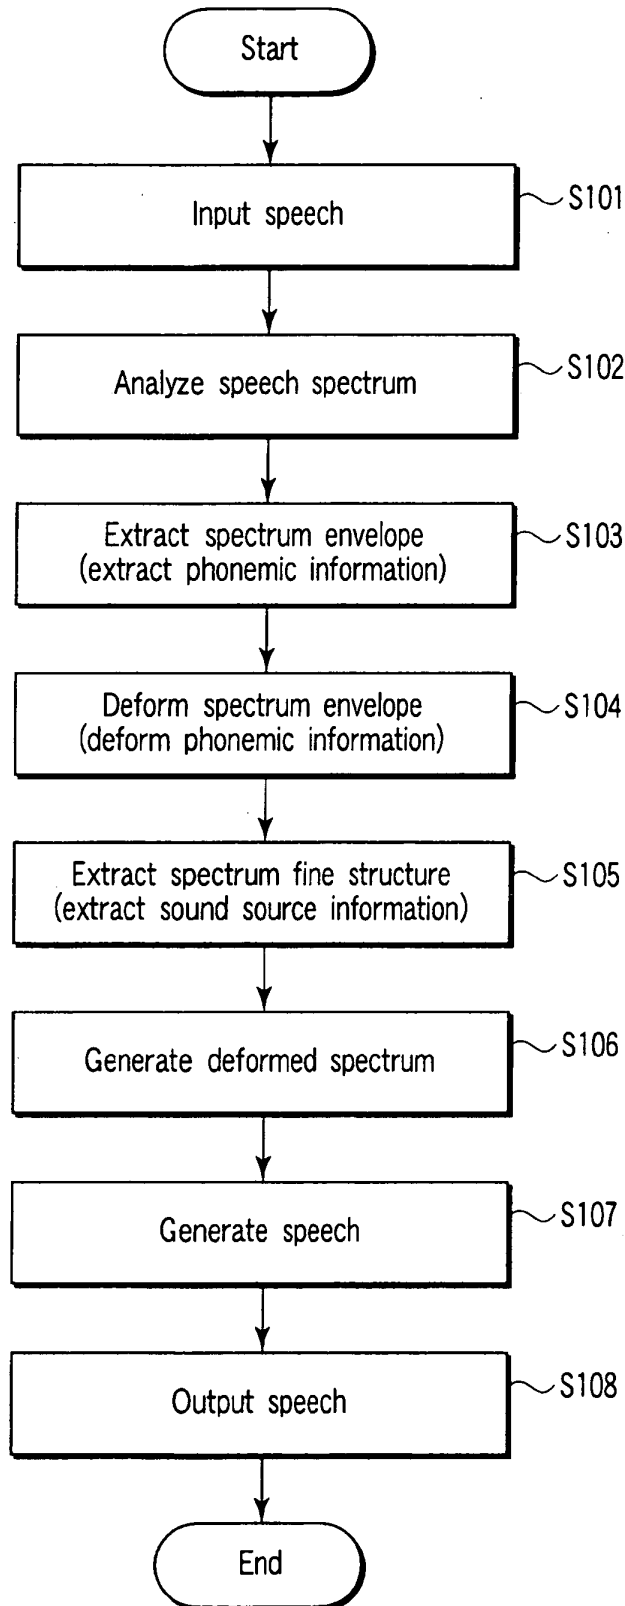 Start
Input speech
S101
Analyze speech spectrum
S102
Extract spectrum envelope
(extract phonemic information)
S103
Deform spectrum envelope
(deform phonemic information)
S104
Extract spectrum fine structure
(extract sound source information)
S105
Generate deformed spectrum
S106
Generate speech
S107
Output speech
S108
End